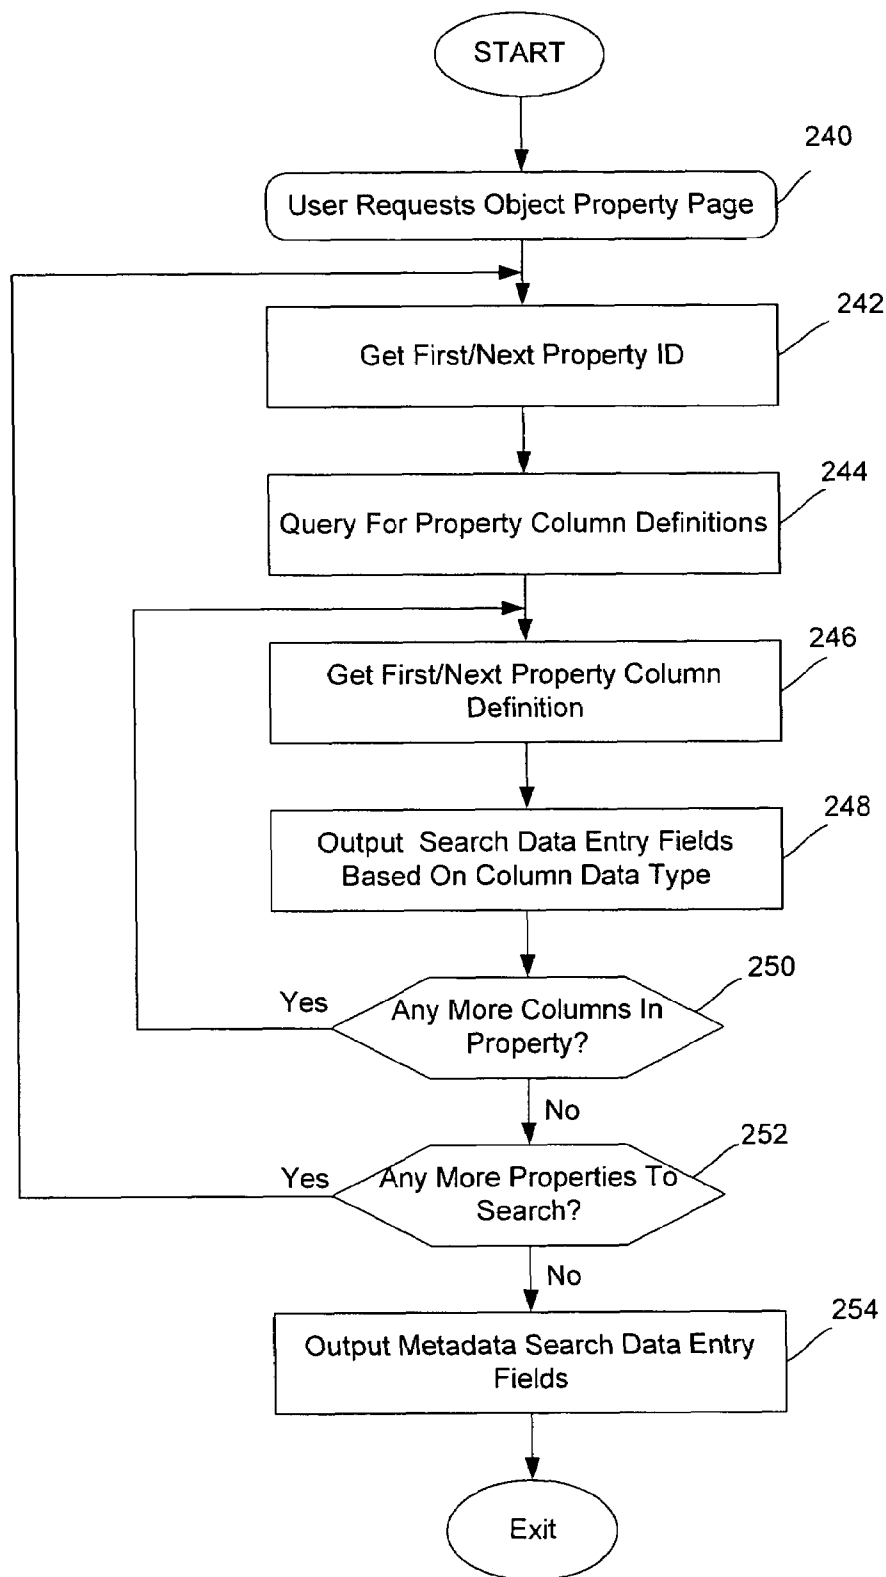 START
240
User Requests Object Property Page
242
Get First/Next Property ID
244
Query For Property Column Definitions
246
Get First/Next Property Column
Definition
248
Output Search Data Entry Fields
Based On Column Data Type
250
Yes
Any More Columns In
Property?
No
252
Yes
Any More Properties To
Search?
No
254
Output Metadata Search Data Entry
Fields
Exit